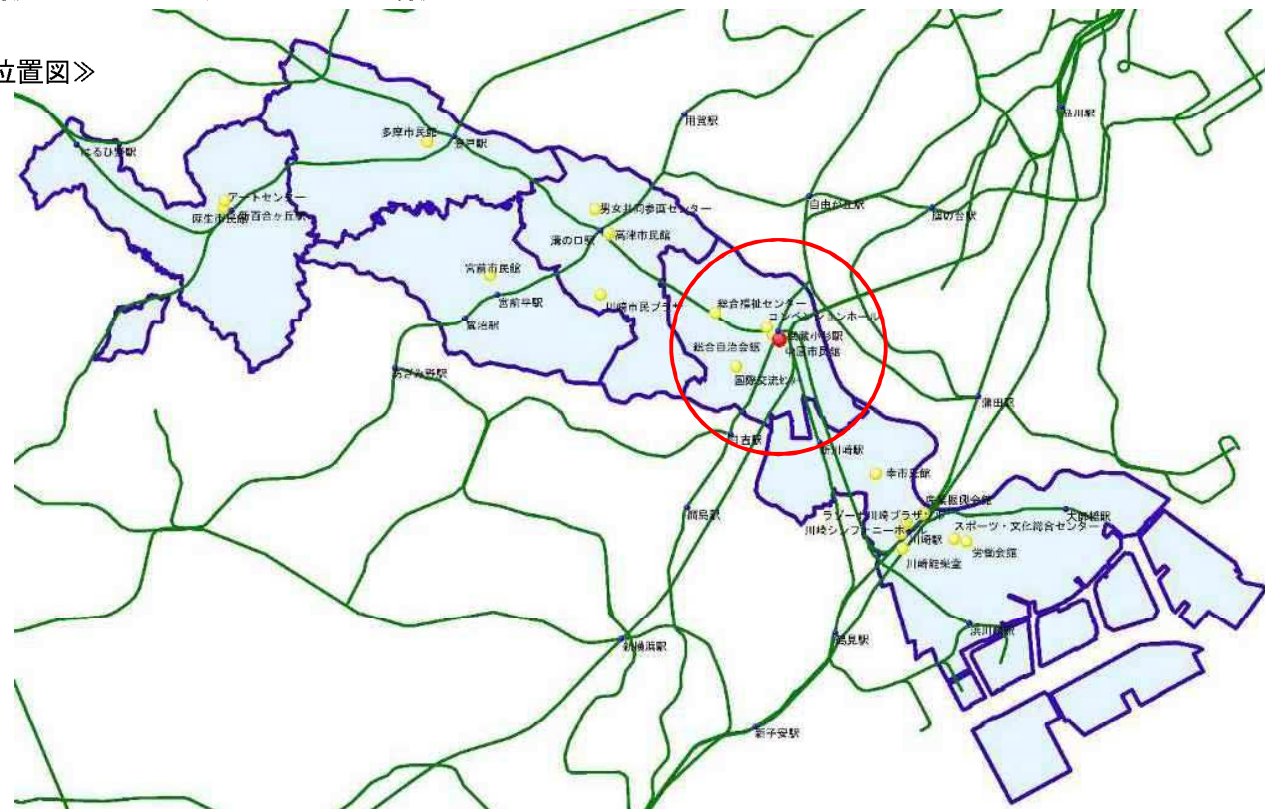 位置図≫
用賀駅
品川駅
多摩市民館
登戸駅
はるひ野駅
アートセンター
麻生市民館
新百合ヶ丘駅
男女共同参画センター
自由が丘駅
旗の台駅
溝の口駅
高津市民館
宮前市民館
宮前平駅
川崎市民プラザ
総合福祉センター
コンベンションホール
鷺沼駅
武蔵小杉駅
総合自治会館
中原市民館
国際交流センター
あざみ野駅
蒲田駅
日吉駅
新川崎駅
幸市民館
産業振興会館
綱島駅
ラゾーナ川崎プラザソル
大師橋駅
川崎シンフォニーホール
スポーツ・文化総合センター
川崎駅
労働会館
川崎能楽堂
浜川崎駅
鶴見駅
新横浜駅
新子安駅